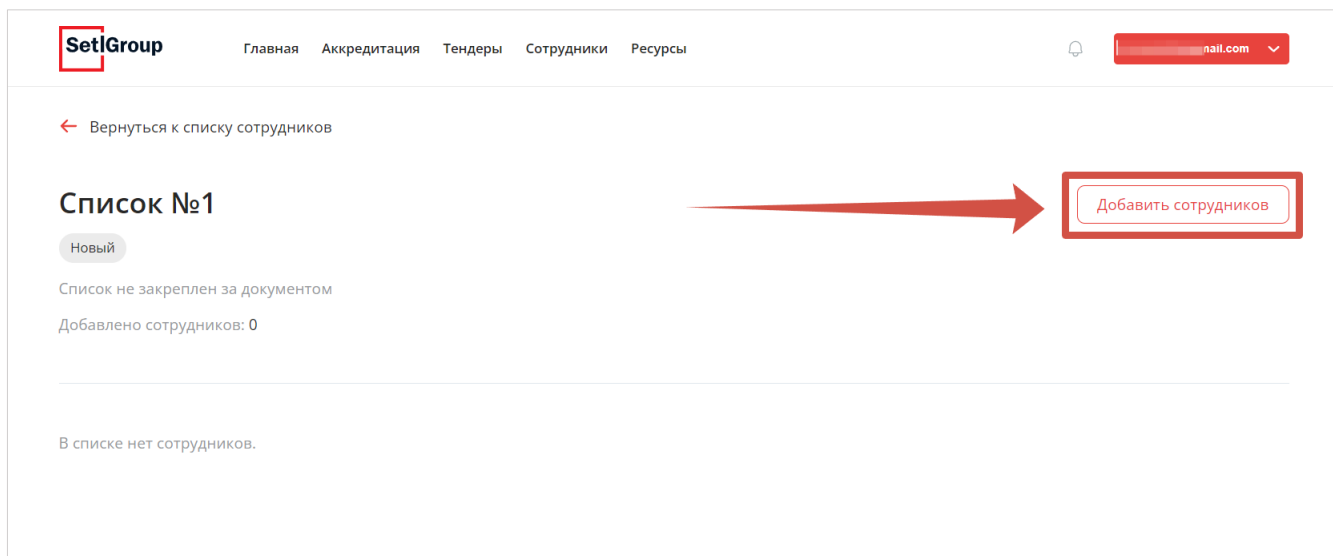 SetlGroup
Главная Аккредитация Тендеры Сотрудники Ресурсы
nail.com
Вернуться к списку сотрудников
Список №1
Добавить сотрудников
Новый
Список не закреплен за документом
Добавлено сотрудников: 0
В списке нет сотрудников.